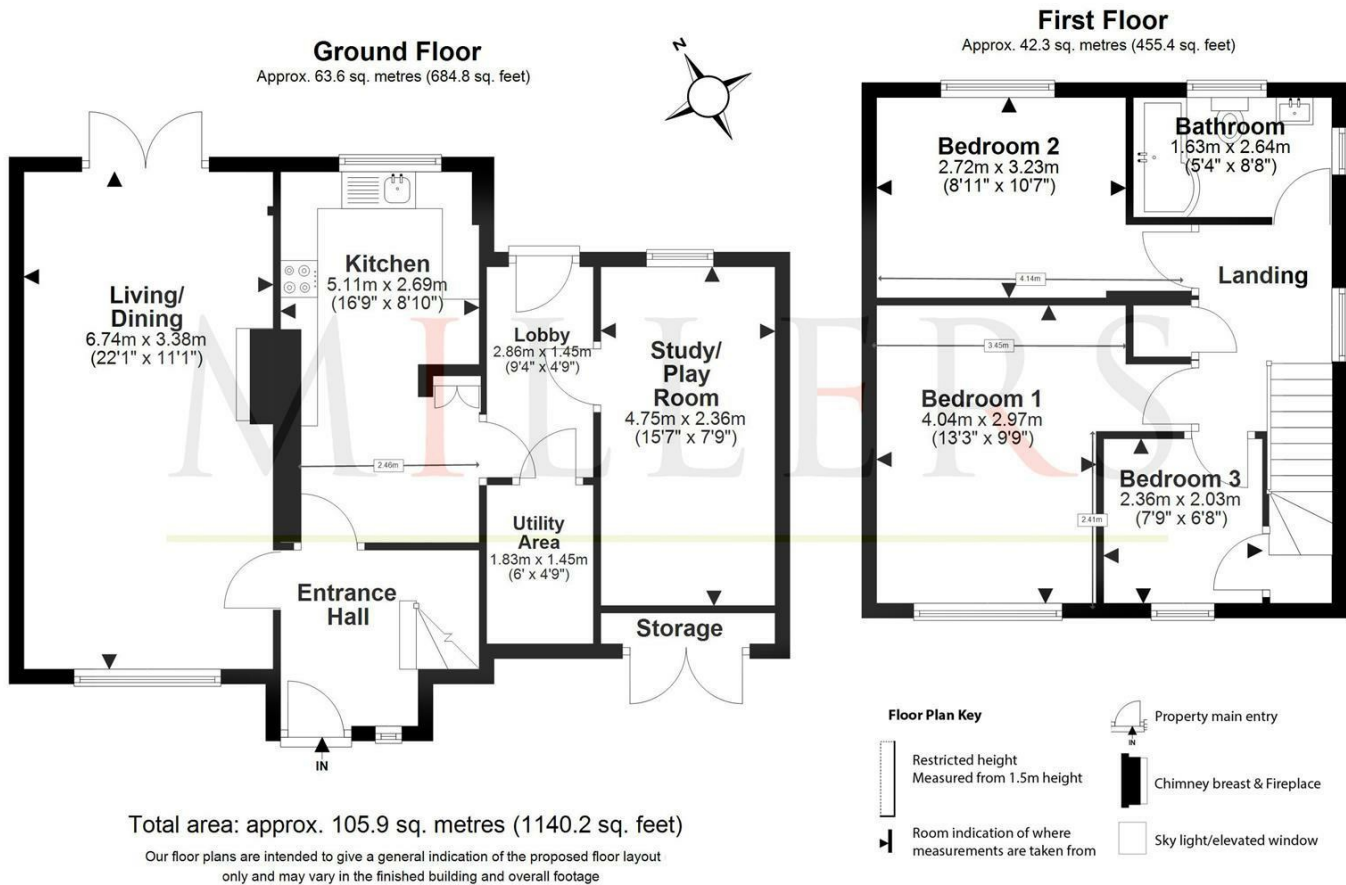 Ground Floor
Approx. 63.6 sq. metres (684.8 sq. feet)
N
First Floor
Approx. 42.3 sq. metres (455.4 sq. feet)
Living/
Dining
6.74m x 3.38m
(22'1" x 11'1")
Kitchen
5.11m x 2.69m
(16'9" x 8'10")
2.46m
Lobby
2.86m x 1.45m
(9'4" x 4'9")
Study/
Play
Room
4.75m x 2.36m
(15'7" x 7'9")
Utility
Area
1.83m x 1.45m
(6' x 4'9")
Entrance
Hall
Storage
IN
Bedroom 2
2.72m x 3.23m
(8'11" x 10'7")
4.14m
Bathroom
1.63m x 2.64m
(5'4" x 8'8")
Landing
3.45m
Bedroom 1
4.04m x 2.97m
(13'3" x 9'9")
2.41m
Bedroom 3
2.36m x 2.03m
(7'9" x 6'8")
MILLERS
Floor Plan Key
Restricted height
Measured from 1.5m height
Room indication of where
measurements are taken from
Property main entry
IN
Chimney breast & Fireplace
Sky light/elevated window
Total area: approx. 105.9 sq. metres (1140.2 sq. feet)
Our floor plans are intended to give a general indication of the proposed floor layout
only and may vary in the finished building and overall footage